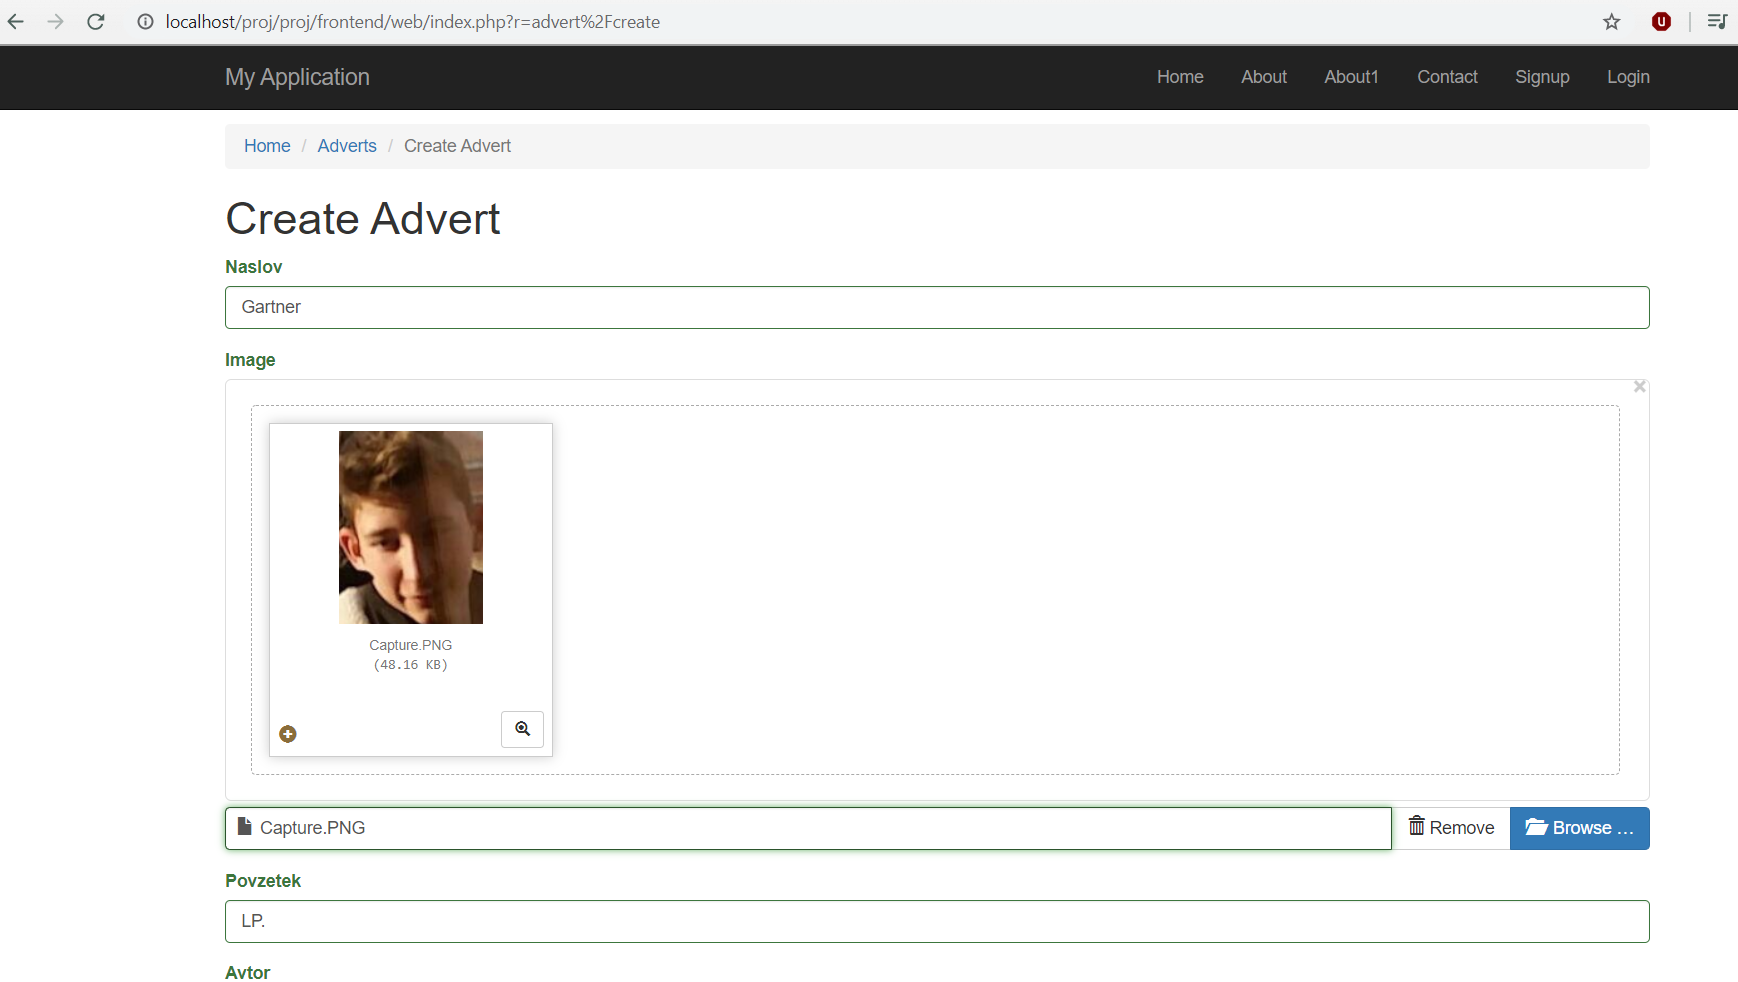 localhost/proj/proj/frontend/web/index.php?r=advert%2Fcreate
My Application Home About About1 Contact Signup Login
Home / Adverts / Create Advert
Create Advert
Naslov
Gartner
Image
×
Capture.PNG
(48.16 KB)
Capture.PNG Remove Browse …
Povzetek
LP.
Avtor